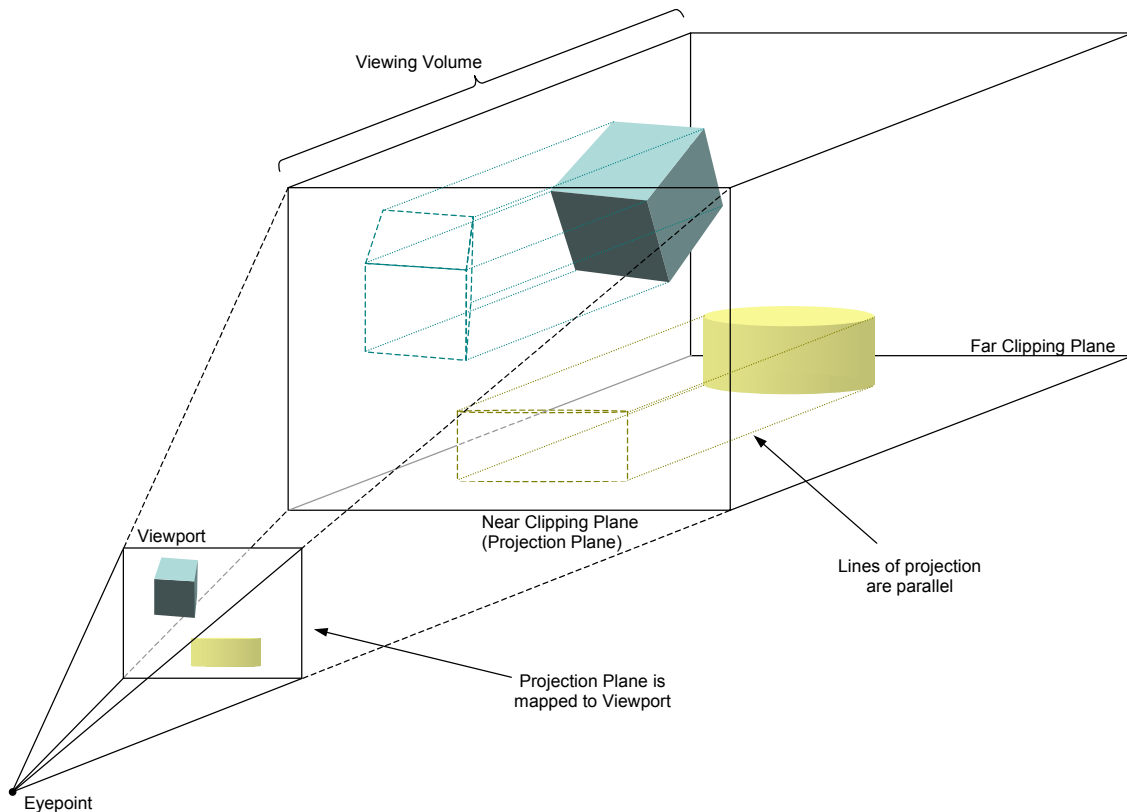 Viewing Volume
Far Clipping Plane
Near Clipping Plane
(Projection Plane)
Viewport
Lines of projection
are parallel
Projection Plane is
mapped to Viewport
Eyepoint